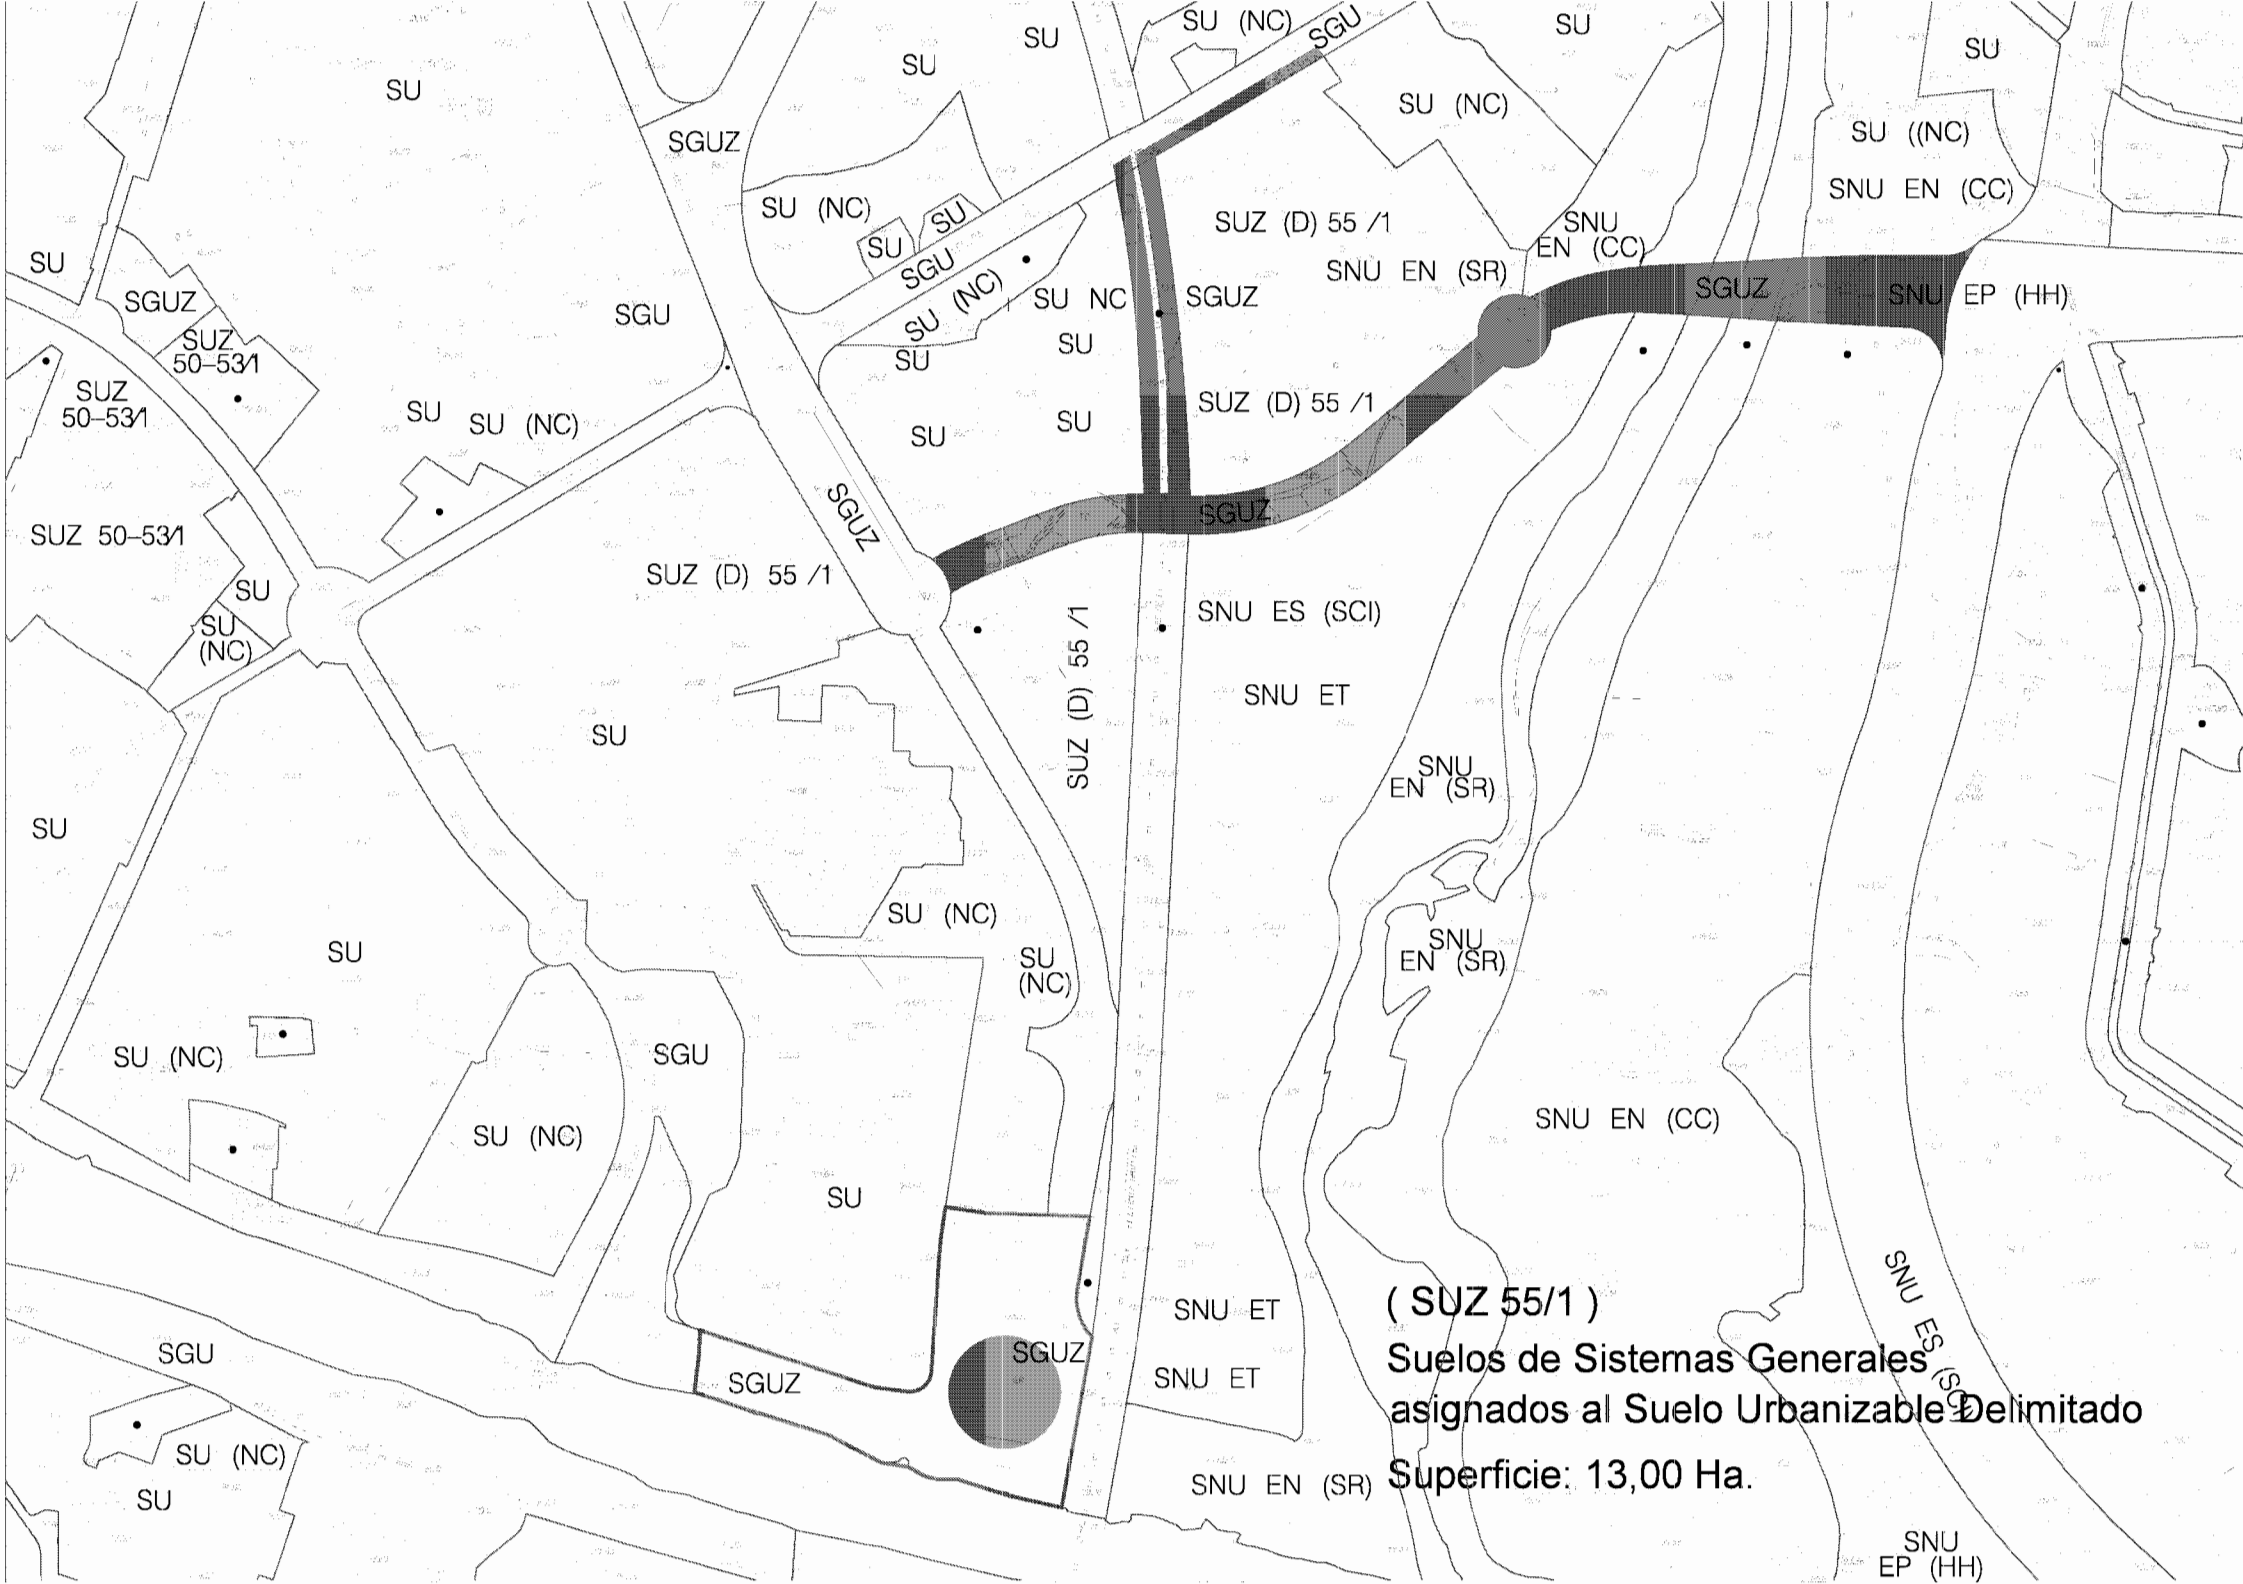 SU (NC)
SGU
SU
SU
SU
SU
SU
SU (NC)
SGUZ
SU ((NC)
SNU EN (CC)
SU (NC)
SU
SU
SGU
SU (NC)
SUZ (D) 55 /1
SNU
EN (CC)
SNU EN (SR)
SU
SGUZ
SUZ
50-53/1
SGU
SU NC
SGUZ
SGUZ
SNU EP (HH)
SU
SU
SUZ
50-53/1
SU
SU (NC)
SU
SU
SUZ (D) 55 /1
SGUZ
SGUZ
SUZ 50-53/1
SU
SU
(NC)
SUZ (D) 55 /1
SUZ (D) 55 /1
SNU ES (SCI)
SNU ET
SU
SNU
EN (SR)
SU
SU (NC)
SU
SU
(NC)
SNU
EN (SR)
SU (NC)
SGU
SU (NC)
SNU EN (CC)
SU
SNU ES (SCI)
SNU ET
SGU
SGUZ
SGUZ
SNU ET
SU (NC)
SU
SNU EN (SR)
( SUZ 55/1 )
Suelos de Sistemas Generales
asignados al Suelo Urbanizable Delimitado
Superficie: 13,00 Ha.
SNU
EP (HH)